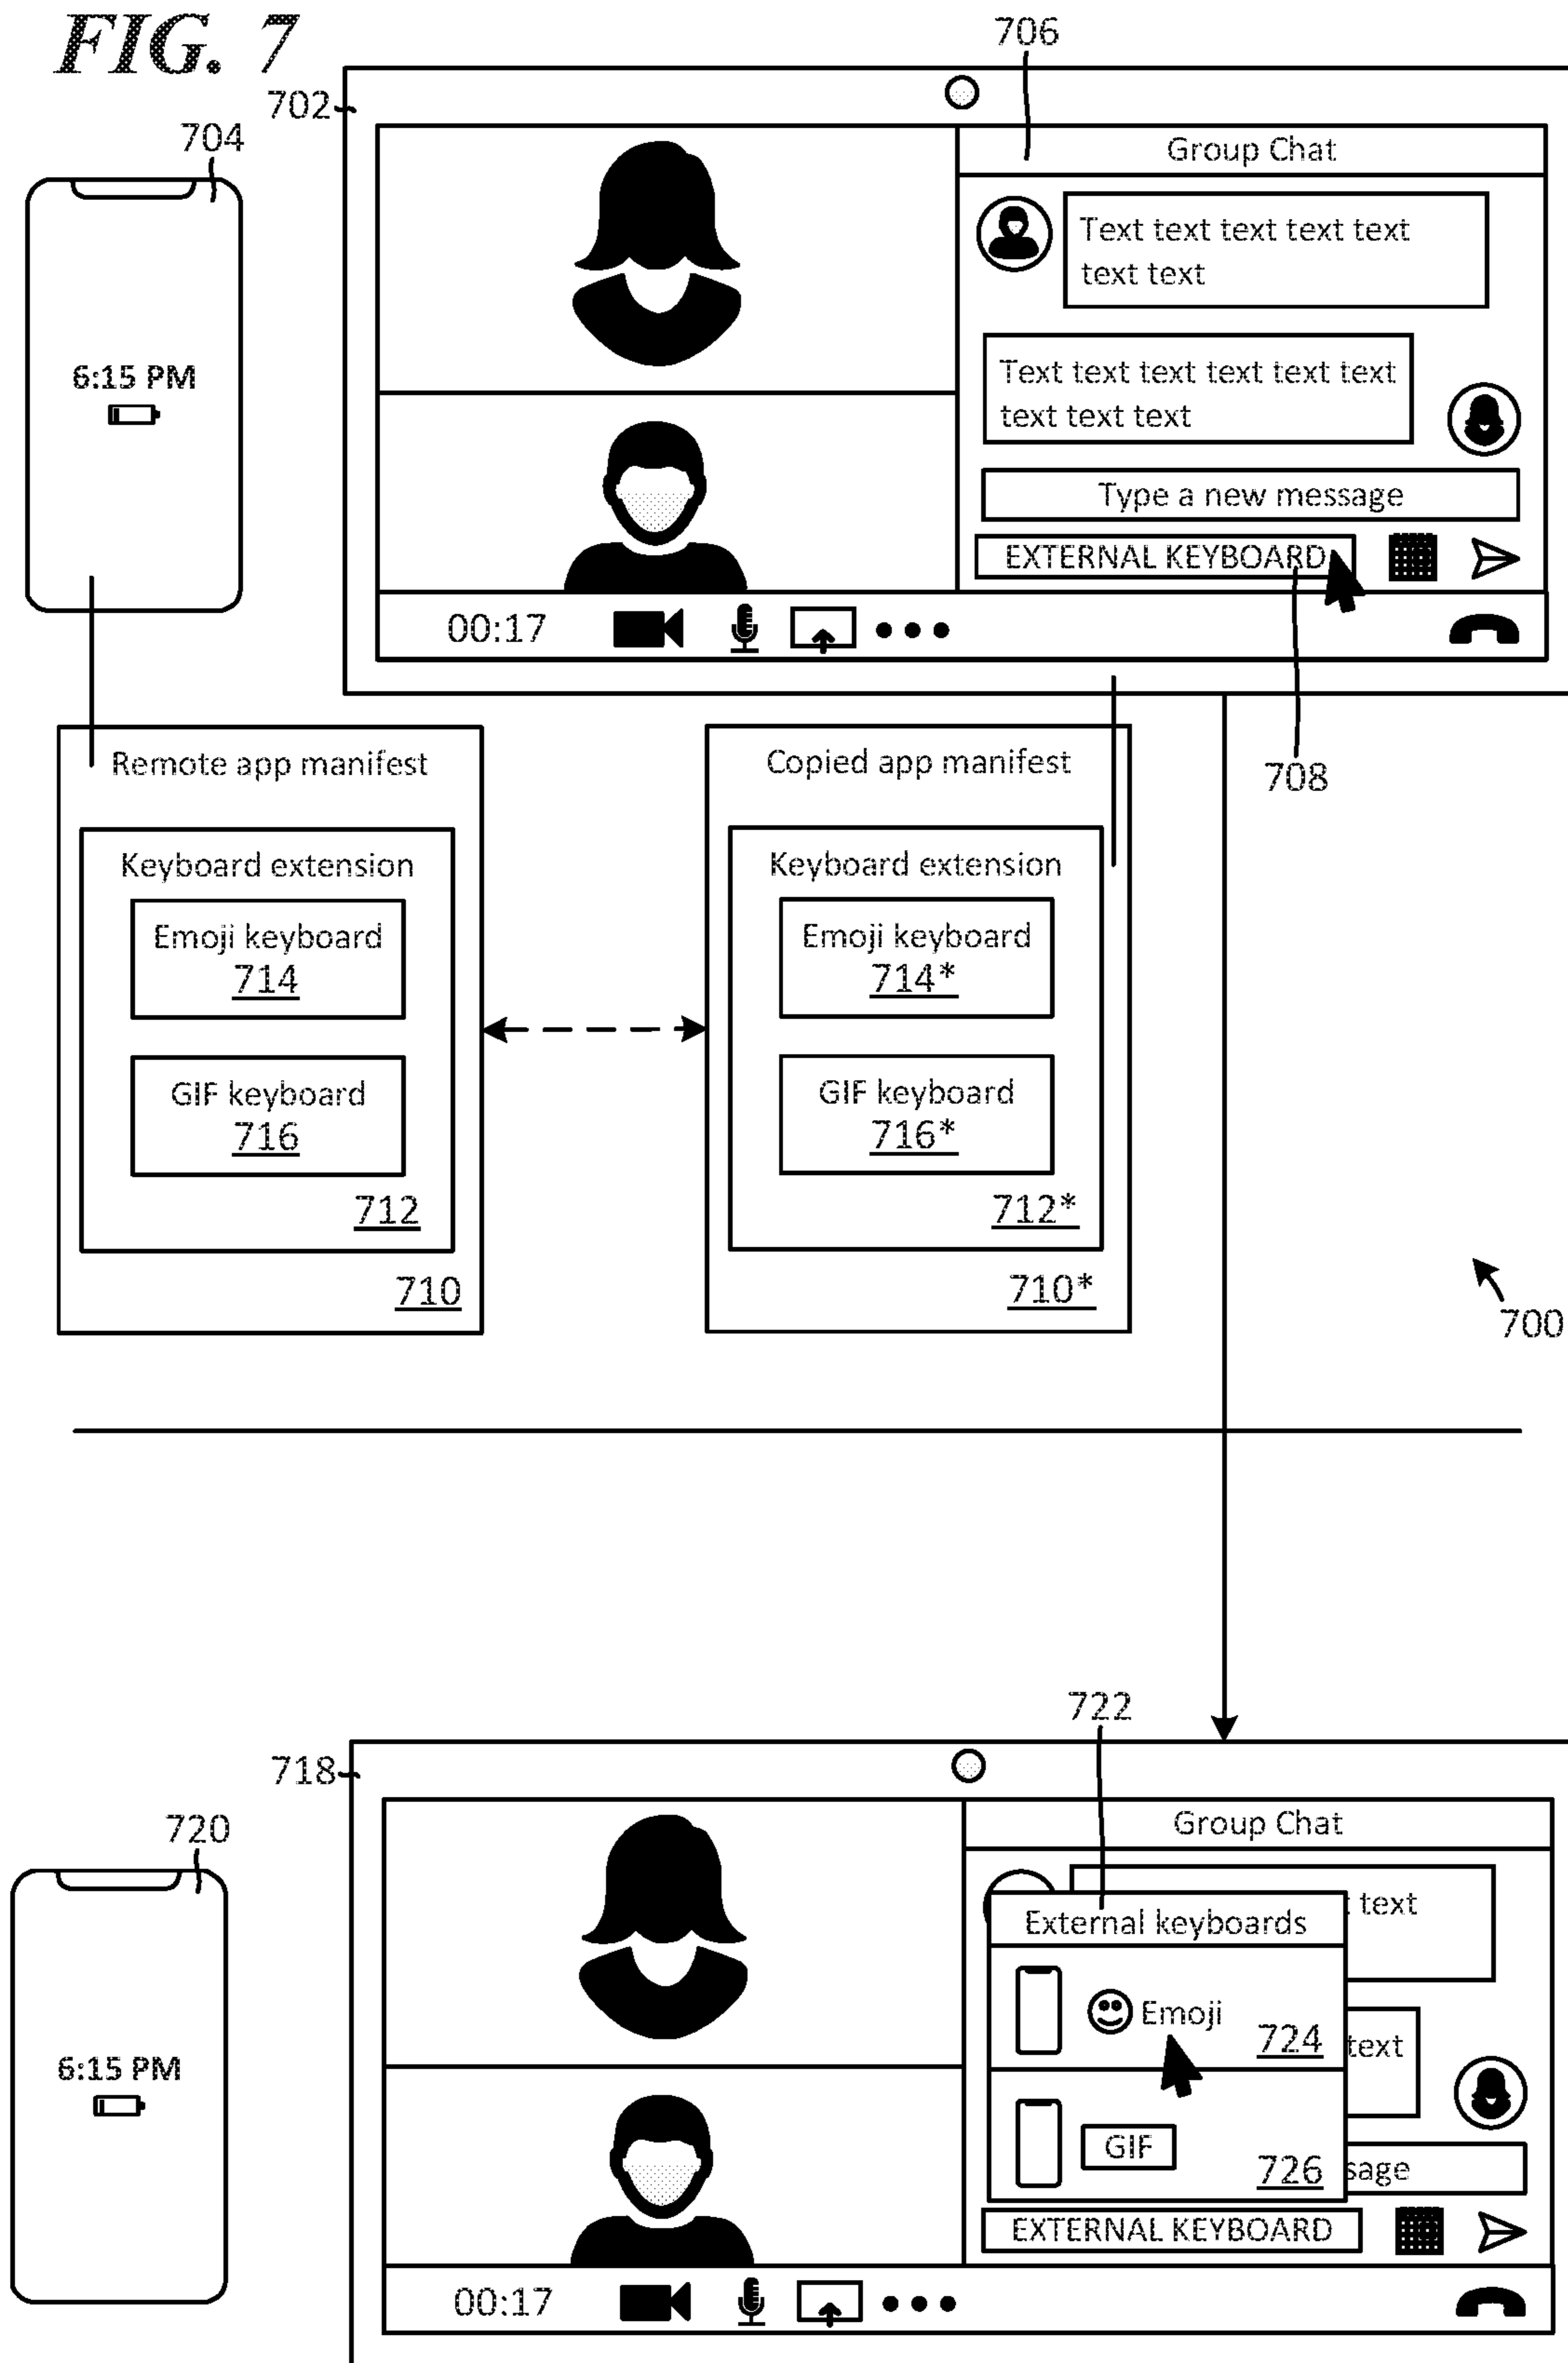 FIG. 7
706
702
704
Group Chat
Text text text text text
text text
6:15 PM
Text text text text text text
text text text
Type a new message
EXTERNAL KEYBOARD
00:17
708
Remote app manifest
Keyboard extension
Emoji keyboard
714
GIF keyboard
716
712
710
Copied app manifest
Keyboard extension
Emoji keyboard
714*
GIF keyboard
716*
712*
710*
700
722
718
720
Group Chat
text
External keyboards
Emoji
724
text
6:15 PM
GIF
726
sage
EXTERNAL KEYBOARD
00:17